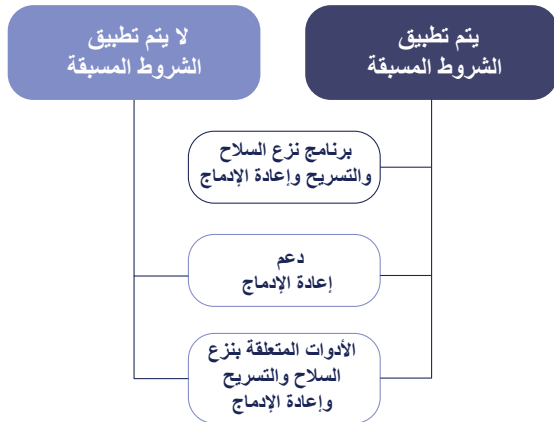 يتم تطبيق
الشروط المسبقة
لا يتم تطبيق
الشروط المسبقة
برنامج نزع السلاح
والتسريح وإعادة الإدماج
دعم
إعادة الإدماج
الأدوات المتعلقة بنزع
السلاح والتسريح
وإعادة الإدماج